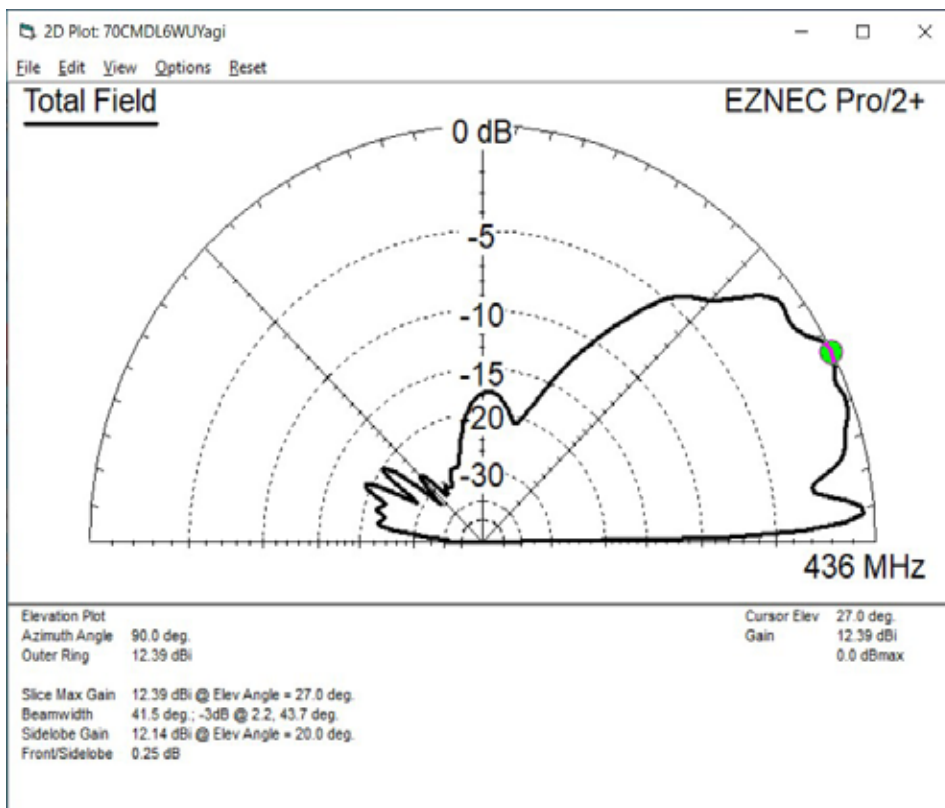 2D Plot: 70CMDL6WUYagi
File Edit View Options Reset
Total Field EZNEC Pro/2+
0 dB
-5
-10
-15
-20
-30
436 MHz
Elevation Plot Cursor Elev 27.0 deg.
Azimuth Angle 90.0 deg. Gain 12.39 dBi
Outer Ring 12.39 dBi 0.0 dBmax
Slice Max Gain 12.39 dBi @ Elev Angle = 27.0 deg.
Beamwidth 41.5 deg.; -3dB @ 2.2, 43.7 deg.
Sidelobe Gain 12.14 dBi @ Elev Angle = 20.0 deg.
Front/Sidelobe 0.25 dB